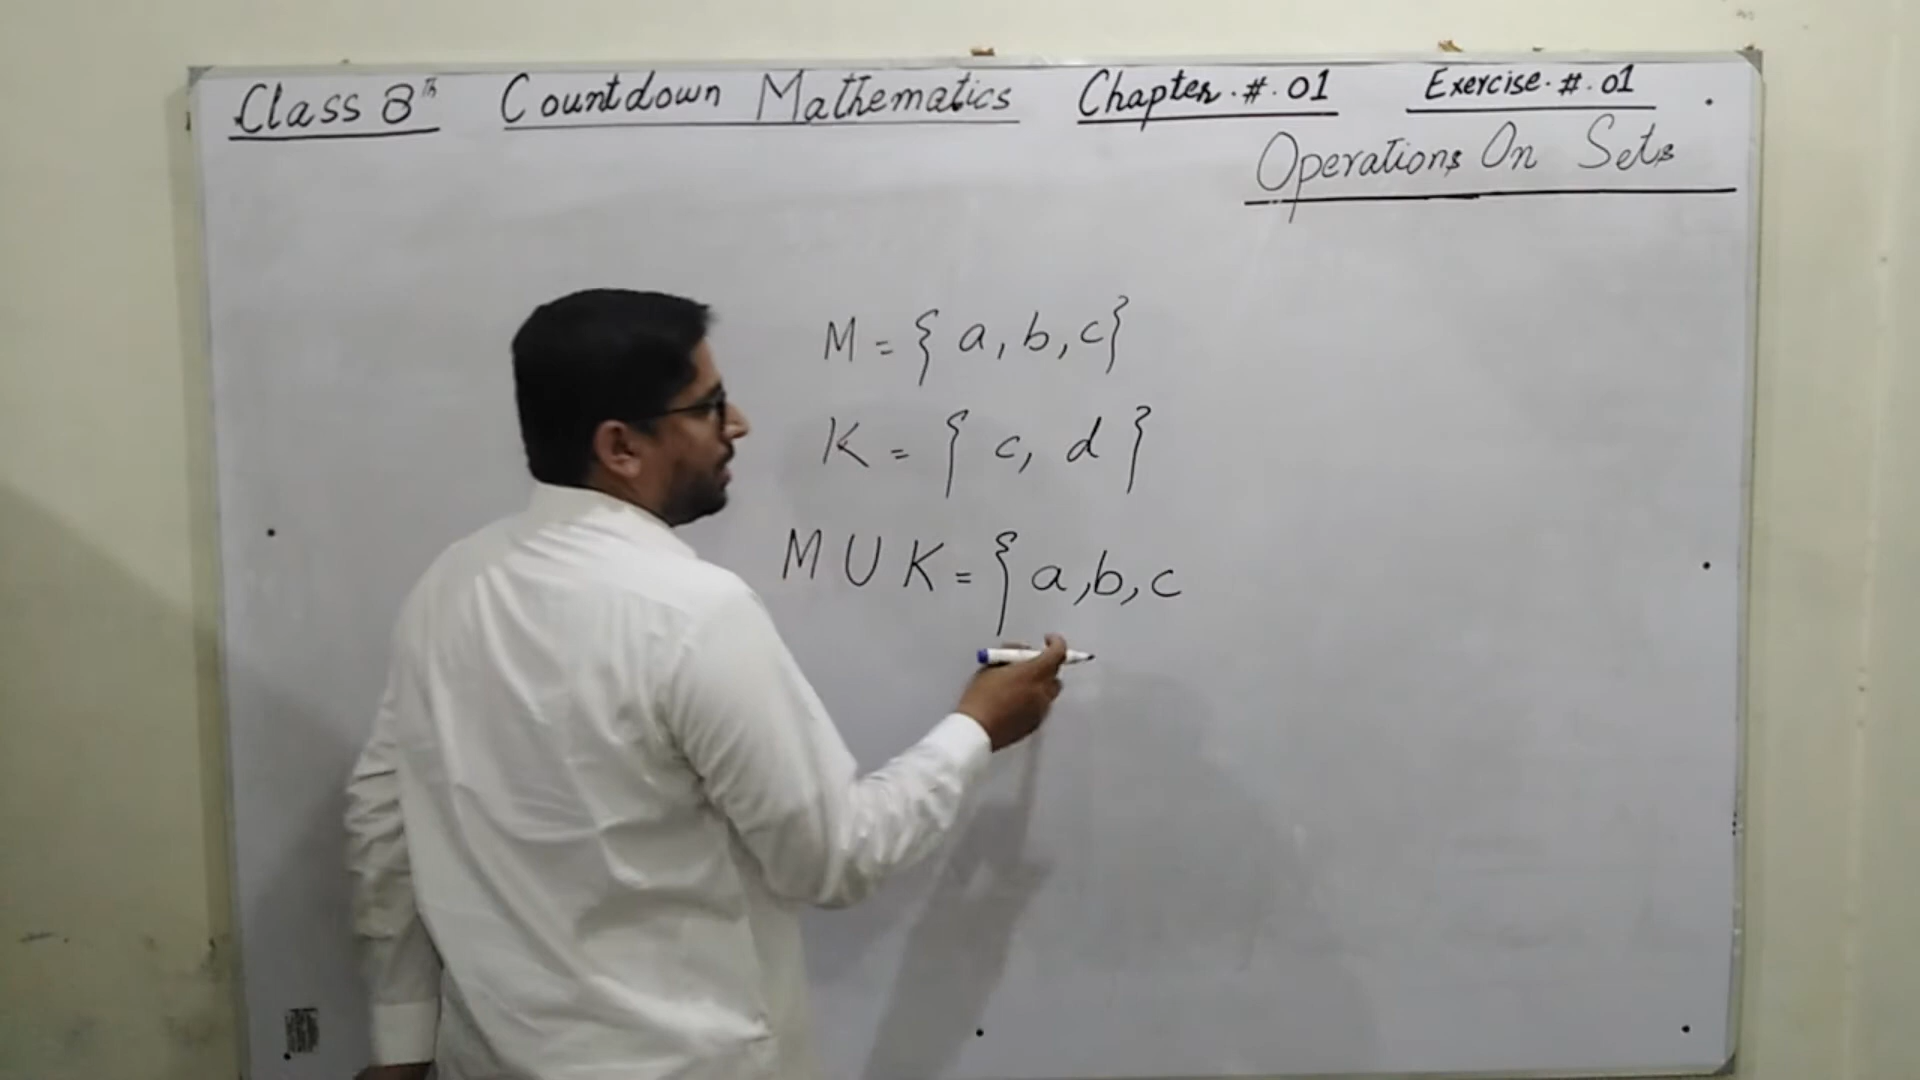 Class 8th Countdown Mathematics Chapter.#.01 Exercise.#.01
Operations On Sets
M = { a, b, c}
K = { c, d }
M U K = { a, b, c